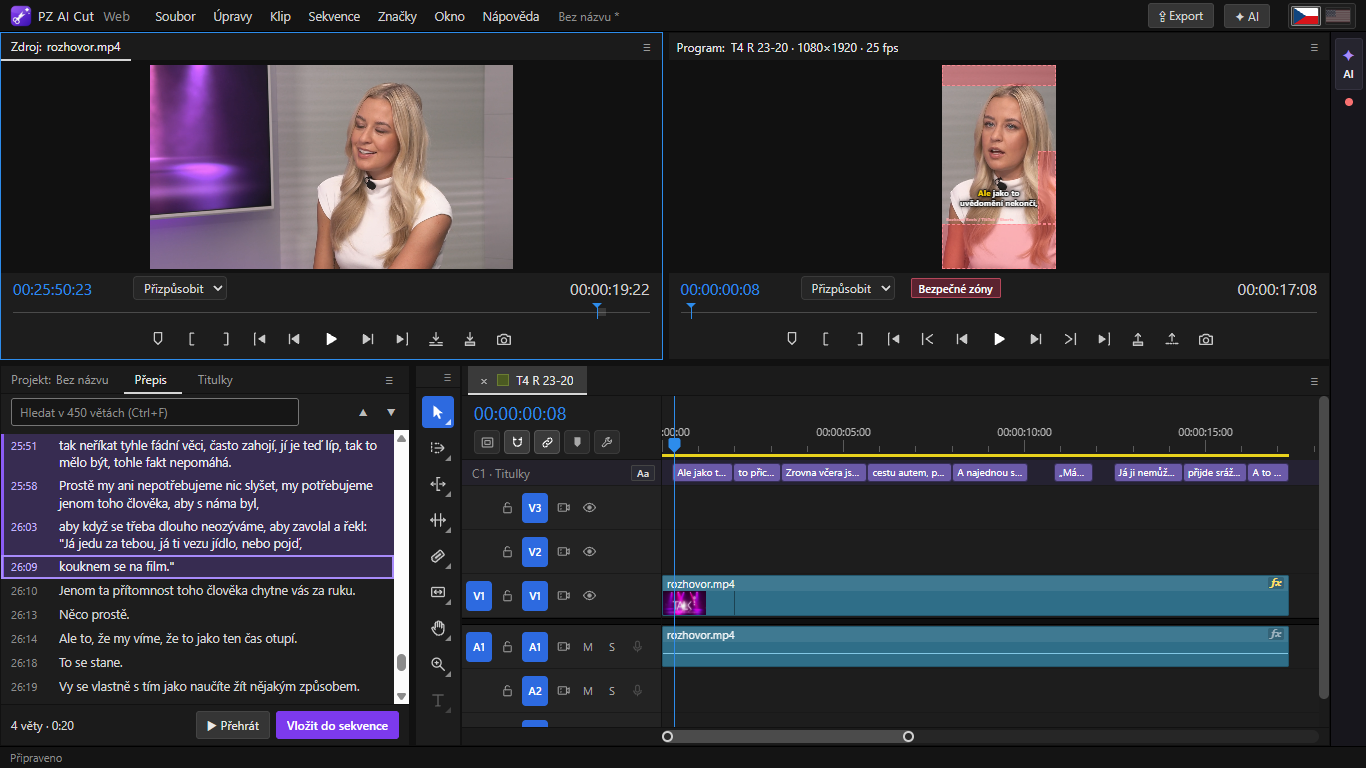 PZ AI Cut Web Soubor Úpravy Klip Sekvence Značky Okno Nápověda Bez názvu * Export AI
Zdroj: rozhovor.mp4
Program: T4 R 23-20 · 1080×1920 · 25 fps
AI
Ale jako to
uvědomění nekončí,
00:25:50:23 Přizpůsobit 00:00:19:22
00:00:00:08 Přizpůsobit Bezpečné zóny 00:00:17:08
Projekt: Bez názvu Přepis Titulky
Hledat v 450 větách (Ctrl+F)
25:51 tak neříkat tyhle fádní věci, často zahojí, jí je teď líp, tak to
mělo být, tohle fakt nepomáhá.
25:58 Prostě my ani nepotřebujeme nic slyšet, my potřebujeme
jenom toho člověka, aby s náma byl,
26:03 aby když se třeba dlouho neozýváme, aby zavolal a řekl:
"Já jedu za tebou, já ti vezu jídlo, nebo pojď,
26:09 kouknem se na film."
26:10 Jenom ta přítomnost toho člověka chytne vás za ruku.
26:13 Něco prostě.
26:14 Ale to, že my víme, že to jako ten čas otupí.
26:18 To se stane.
26:19 Vy se vlastně s tím jako naučíte žít nějakým způsobem.
4 věty · 0:20 Přehrát Vložit do sekvence
Připraveno
T4 R 23-20
00:00:00:08
:00:00 00:00:05:00 00:00:10:00 00:00:15:00
C1 · Titulky Aa Ale jako t... to přic... Zrovna včera js... cestu autem, p... A najednou s... „Má... Já ji nemůž... přijde sráž... A to ...
V3
V2
V1 V1 rozhovor.mp4 fx
A1 A1 M S rozhovor.mp4 fx
A2 M S